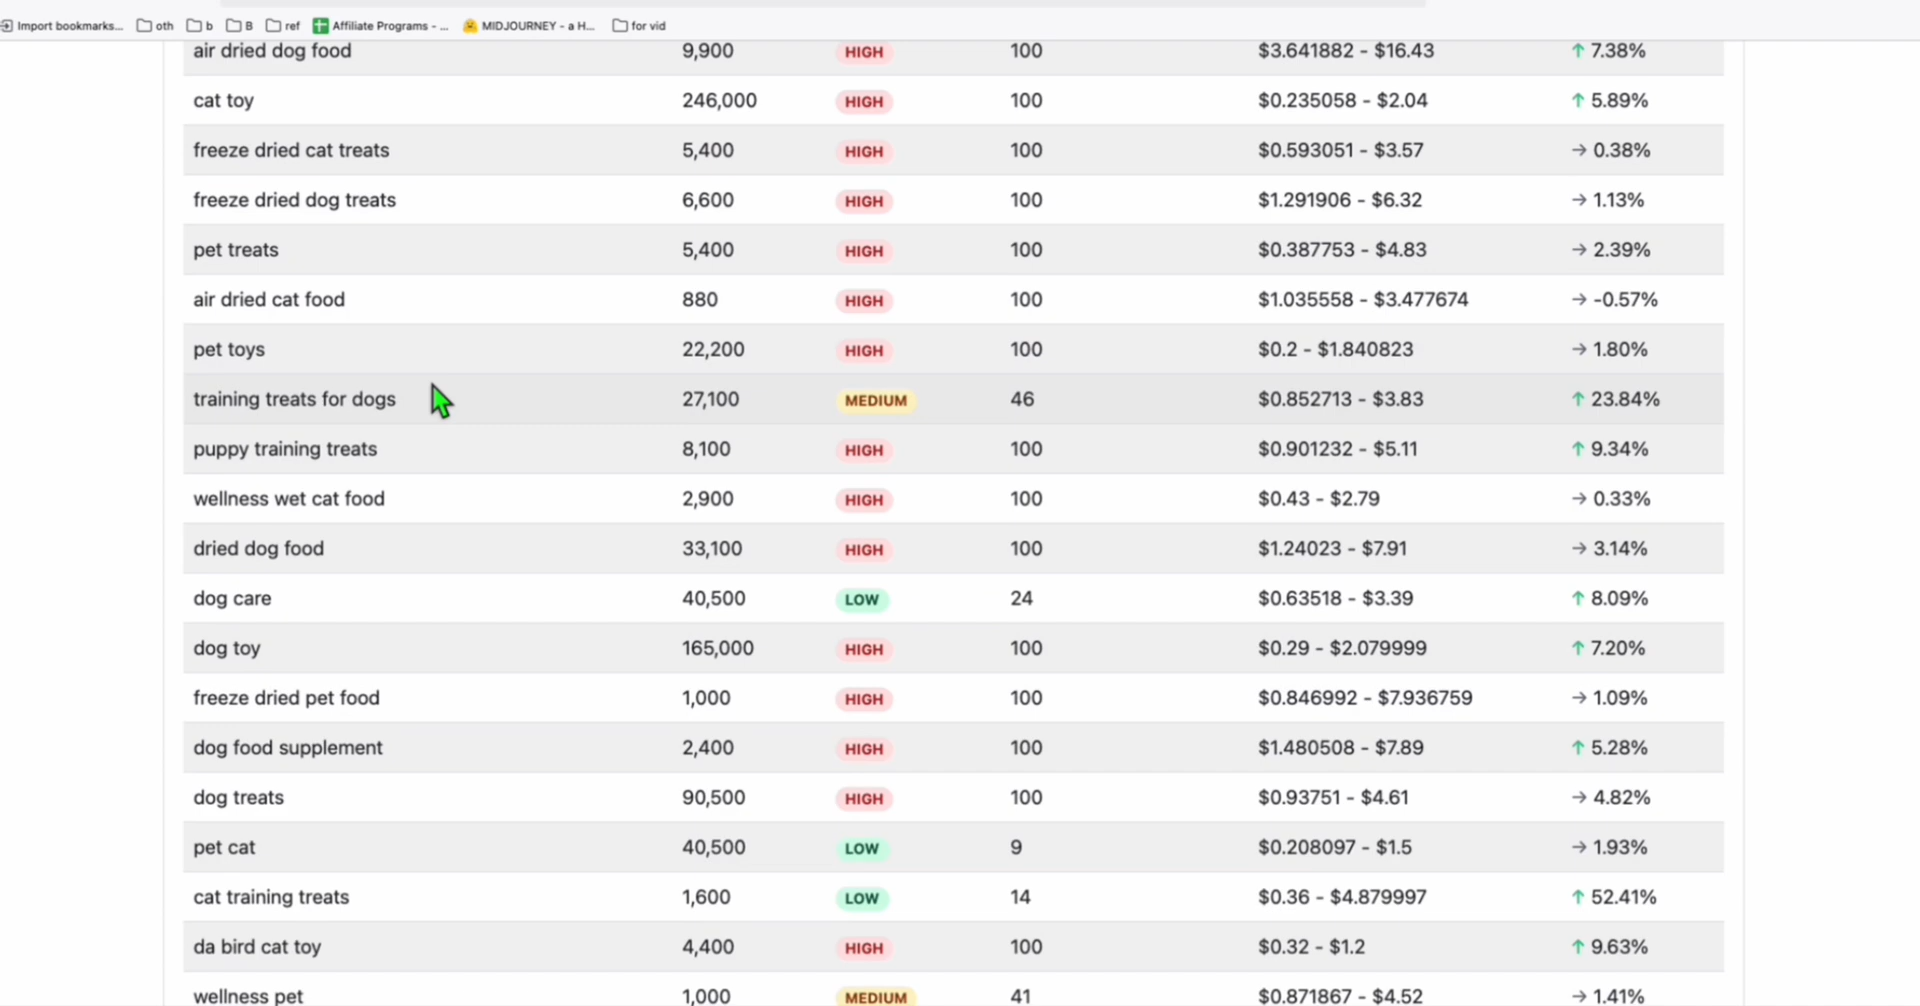 Import bookmarks... oth b B ref Affiliate Programs - ... MIDJOURNEY - a H... for vid
air dried dog food 9,900 HIGH 100 $3.641882 - $16.43 ↑ 7.38%
cat toy 246,000 HIGH 100 $0.235058 - $2.04 ↑ 5.89%
freeze dried cat treats 5,400 HIGH 100 $0.593051 - $3.57 → 0.38%
freeze dried dog treats 6,600 HIGH 100 $1.291906 - $6.32 → 1.13%
pet treats 5,400 HIGH 100 $0.387753 - $4.83 → 2.39%
air dried cat food 880 HIGH 100 $1.035558 - $3.477674 → -0.57%
pet toys 22,200 HIGH 100 $0.2 - $1.840823 → 1.80%
training treats for dogs 27,100 MEDIUM 46 $0.852713 - $3.83 ↑ 23.84%
puppy training treats 8,100 HIGH 100 $0.901232 - $5.11 ↑ 9.34%
wellness wet cat food 2,900 HIGH 100 $0.43 - $2.79 → 0.33%
dried dog food 33,100 HIGH 100 $1.24023 - $7.91 → 3.14%
dog care 40,500 LOW 24 $0.63518 - $3.39 ↑ 8.09%
dog toy 165,000 HIGH 100 $0.29 - $2.079999 ↑ 7.20%
freeze dried pet food 1,000 HIGH 100 $0.846992 - $7.936759 → 1.09%
dog food supplement 2,400 HIGH 100 $1.480508 - $7.89 ↑ 5.28%
dog treats 90,500 HIGH 100 $0.93751 - $4.61 → 4.82%
pet cat 40,500 LOW 9 $0.208097 - $1.5 → 1.93%
cat training treats 1,600 LOW 14 $0.36 - $4.879997 ↑ 52.41%
da bird cat toy 4,400 HIGH 100 $0.32 - $1.2 ↑ 9.63%
wellness pet 1,000 MEDIUM 41 $0.871867 - $4.52 → 1.41%